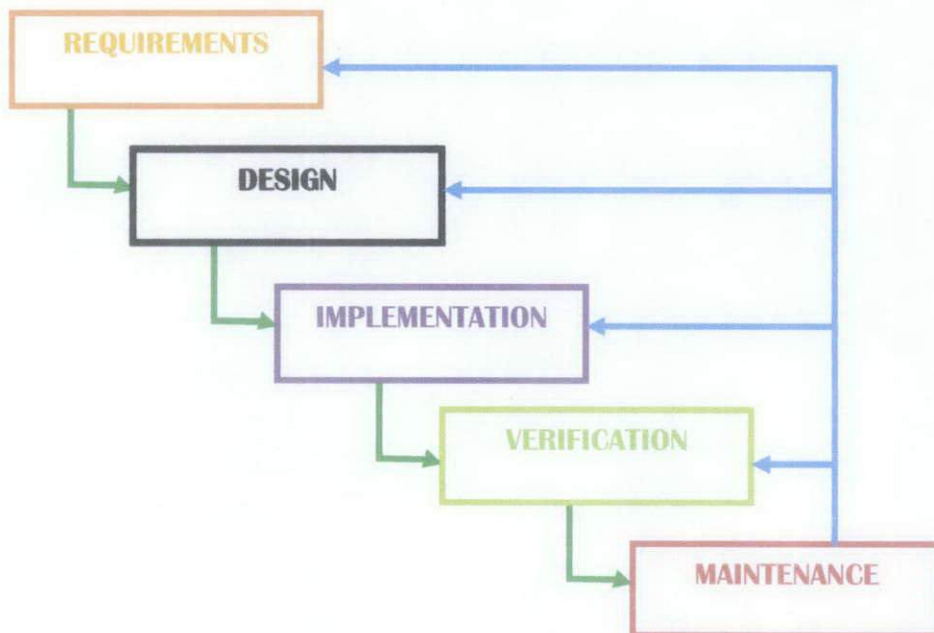 REQUIREMENTS
DESIGN
IMPLEMENTATION
VERIFICATION
MAINTENANCE